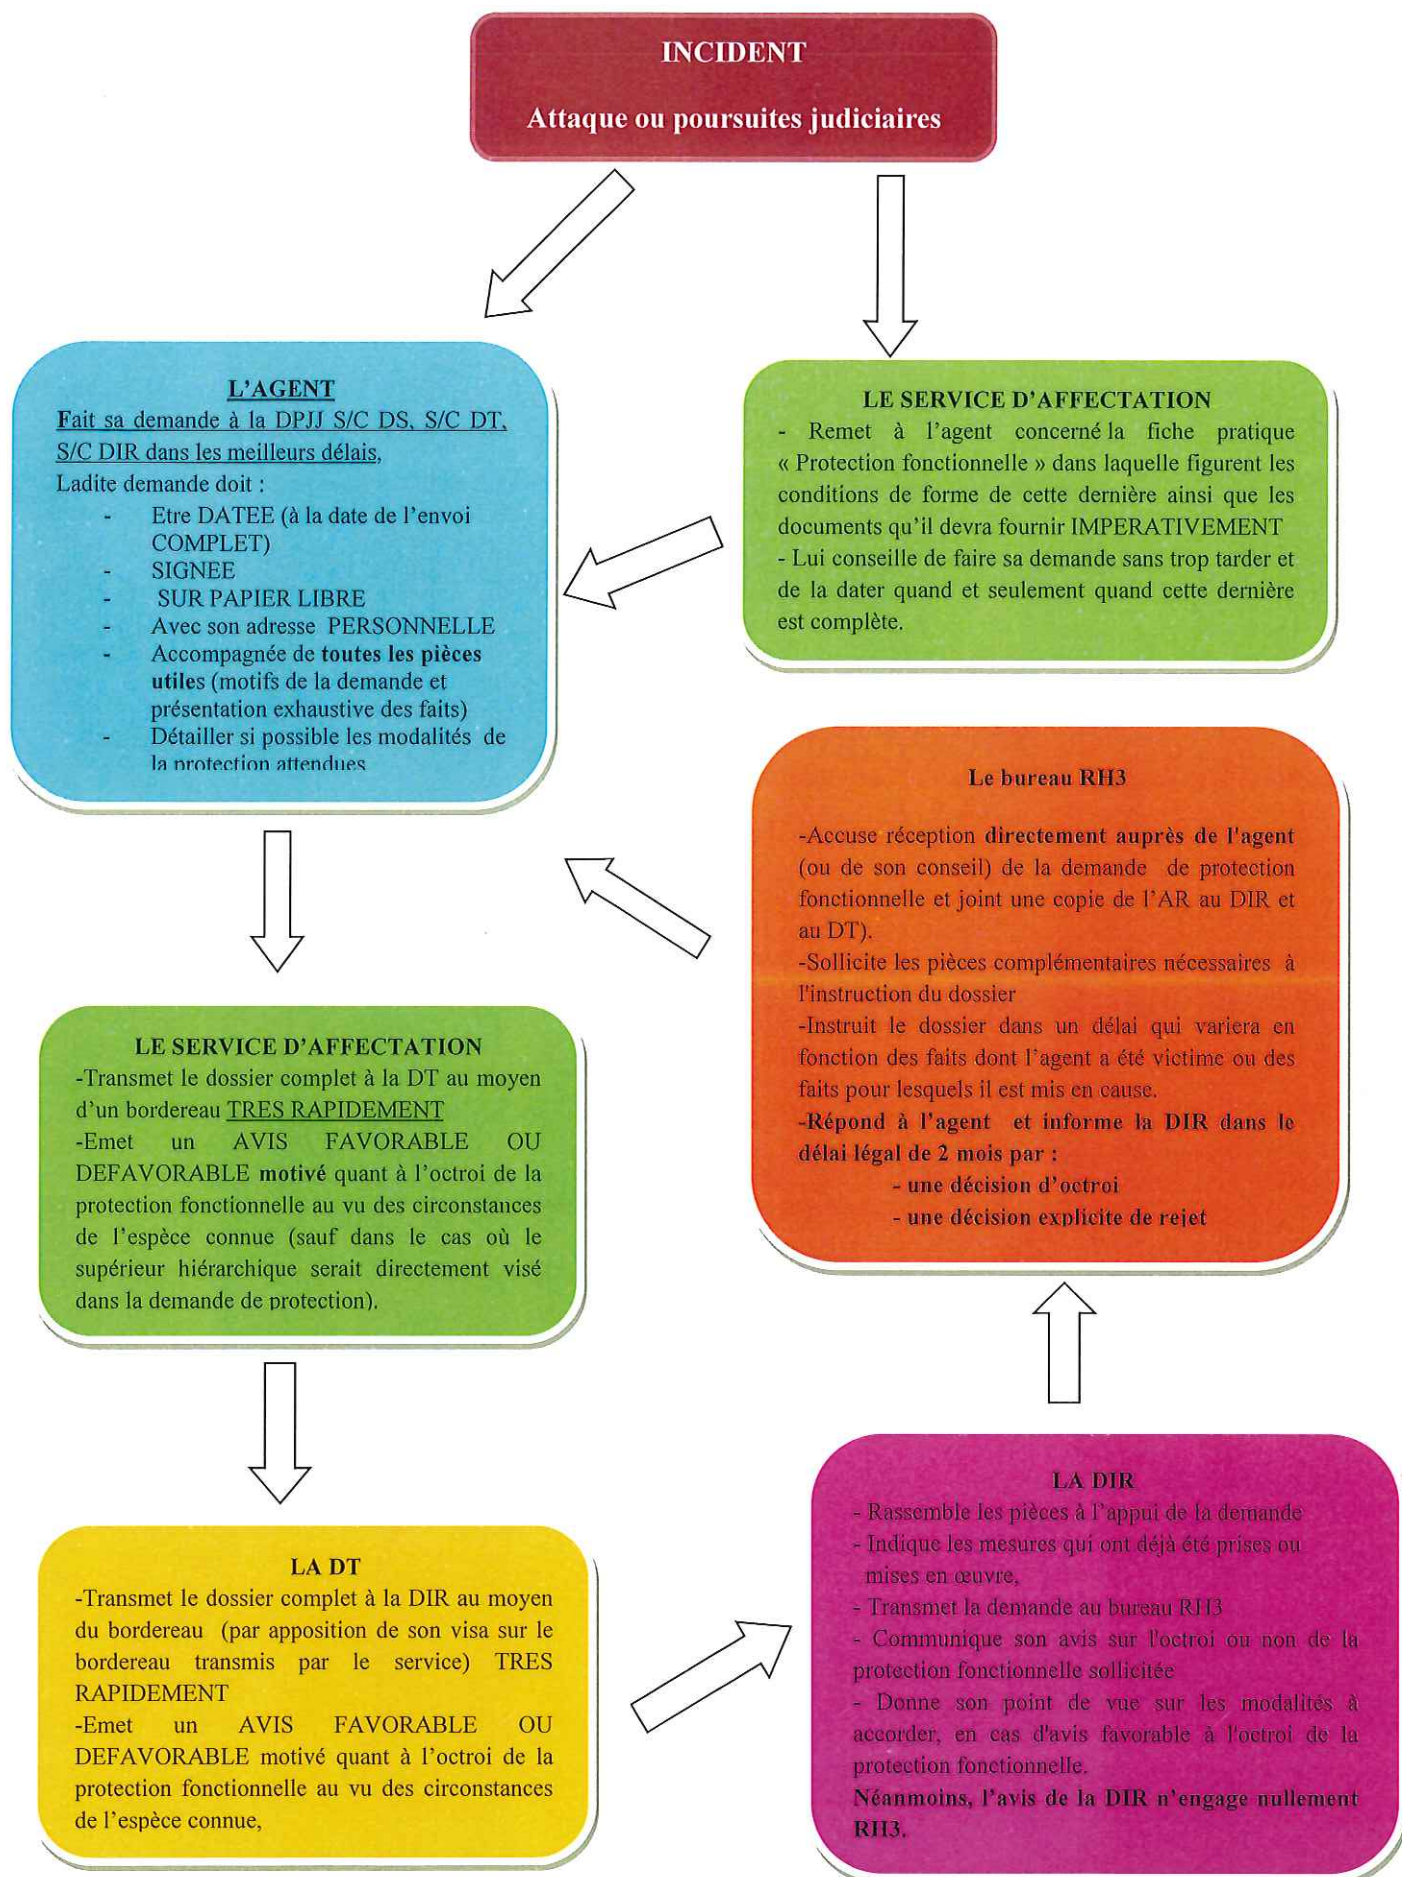 INCIDENT
Attaque ou poursuites judiciaires
L'AGENT
Fait sa demande à la DPJJ S/C DS, S/C DT,
S/C DIR dans les meilleurs délais,
Ladite demande doit :
- Etre DATEE (à la date de l'envoi
COMPLET)
- SIGNEE
- SUR PAPIER LIBRE
- Avec son adresse PERSONNELLE
- Accompagnée de toutes les pièces
utiles (motifs de la demande et
présentation exhaustive des faits)
- Détailler si possible les modalités de
la protection attendues
LE SERVICE D'AFFECTATION
- Remet à l'agent concerné la fiche pratique
« Protection fonctionnelle » dans laquelle figurent les
conditions de forme de cette dernière ainsi que les
documents qu'il devra fournir IMPERATIVEMENT
- Lui conseille de faire sa demande sans trop tarder et
de la dater quand et seulement quand cette dernière
est complète.
Le bureau RH3
-Accuse réception directement auprès de l'agent
(ou de son conseil) de la demande de protection
fonctionnelle et joint une copie de l'AR au DIR et
au DT).
-Sollicite les pièces complémentaires nécessaires à
l'instruction du dossier
-Instruit le dossier dans un délai qui variera en
fonction des faits dont l'agent a été victime ou des
faits pour lesquels il est mis en cause.
-Répond à l'agent et informe la DIR dans le
délai légal de 2 mois par :
- une décision d'octroi
- une décision explicite de rejet
LE SERVICE D'AFFECTATION
-Transmet le dossier complet à la DT au moyen
d'un bordereau TRES RAPIDEMENT
-Emet un AVIS FAVORABLE OU
DEFAVORABLE motivé quant à l'octroi de la
protection fonctionnelle au vu des circonstances
de l'espèce connue (sauf dans le cas où le
supérieur hiérarchique serait directement visé
dans la demande de protection).
LA DT
-Transmet le dossier complet à la DIR au moyen
du bordereau (par apposition de son visa sur le
bordereau transmis par le service) TRES
RAPIDEMENT
-Emet un AVIS FAVORABLE OU
DEFAVORABLE motivé quant à l'octroi de la
protection fonctionnelle au vu des circonstances
de l'espèce connue,
LA DIR
- Rassemble les pièces à l'appui de la demande
- Indique les mesures qui ont déjà été prises ou
mises en œuvre,
- Transmet la demande au bureau RH3
- Communique son avis sur l'octroi ou non de la
protection fonctionnelle sollicitée
- Donne son point de vue sur les modalités à
accorder, en cas d'avis favorable à l'octroi de la
protection fonctionnelle.
Néanmoins, l'avis de la DIR n'engage nullement
RH3.